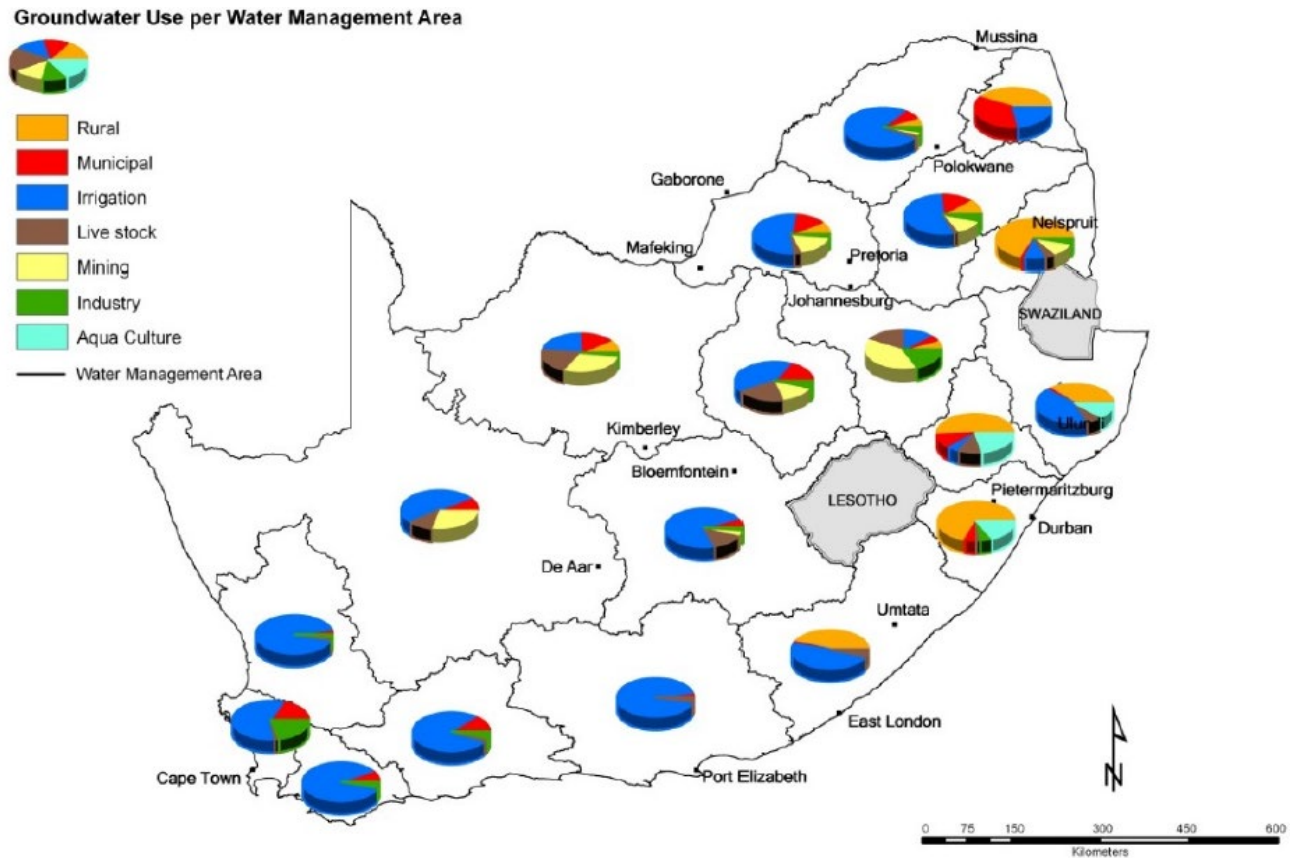 Groundwater Use per Water Management Area
Rural
Municipal
Irrigation
Live stock
Mining
Industry
Aqua Culture
Water Management Area
Mussina
Polokwane
Gaborone
Nelspruit
Mafeking
Pretoria
Johannesburg
SWAZILAND
Kimberley
Bloemfontein
LESOTHO
Pietermaritzburg
Durban
De Aar
Umtata
East London
Cape Town
Port Elizabeth
N
0 75 150 300 450 600
Kilometers